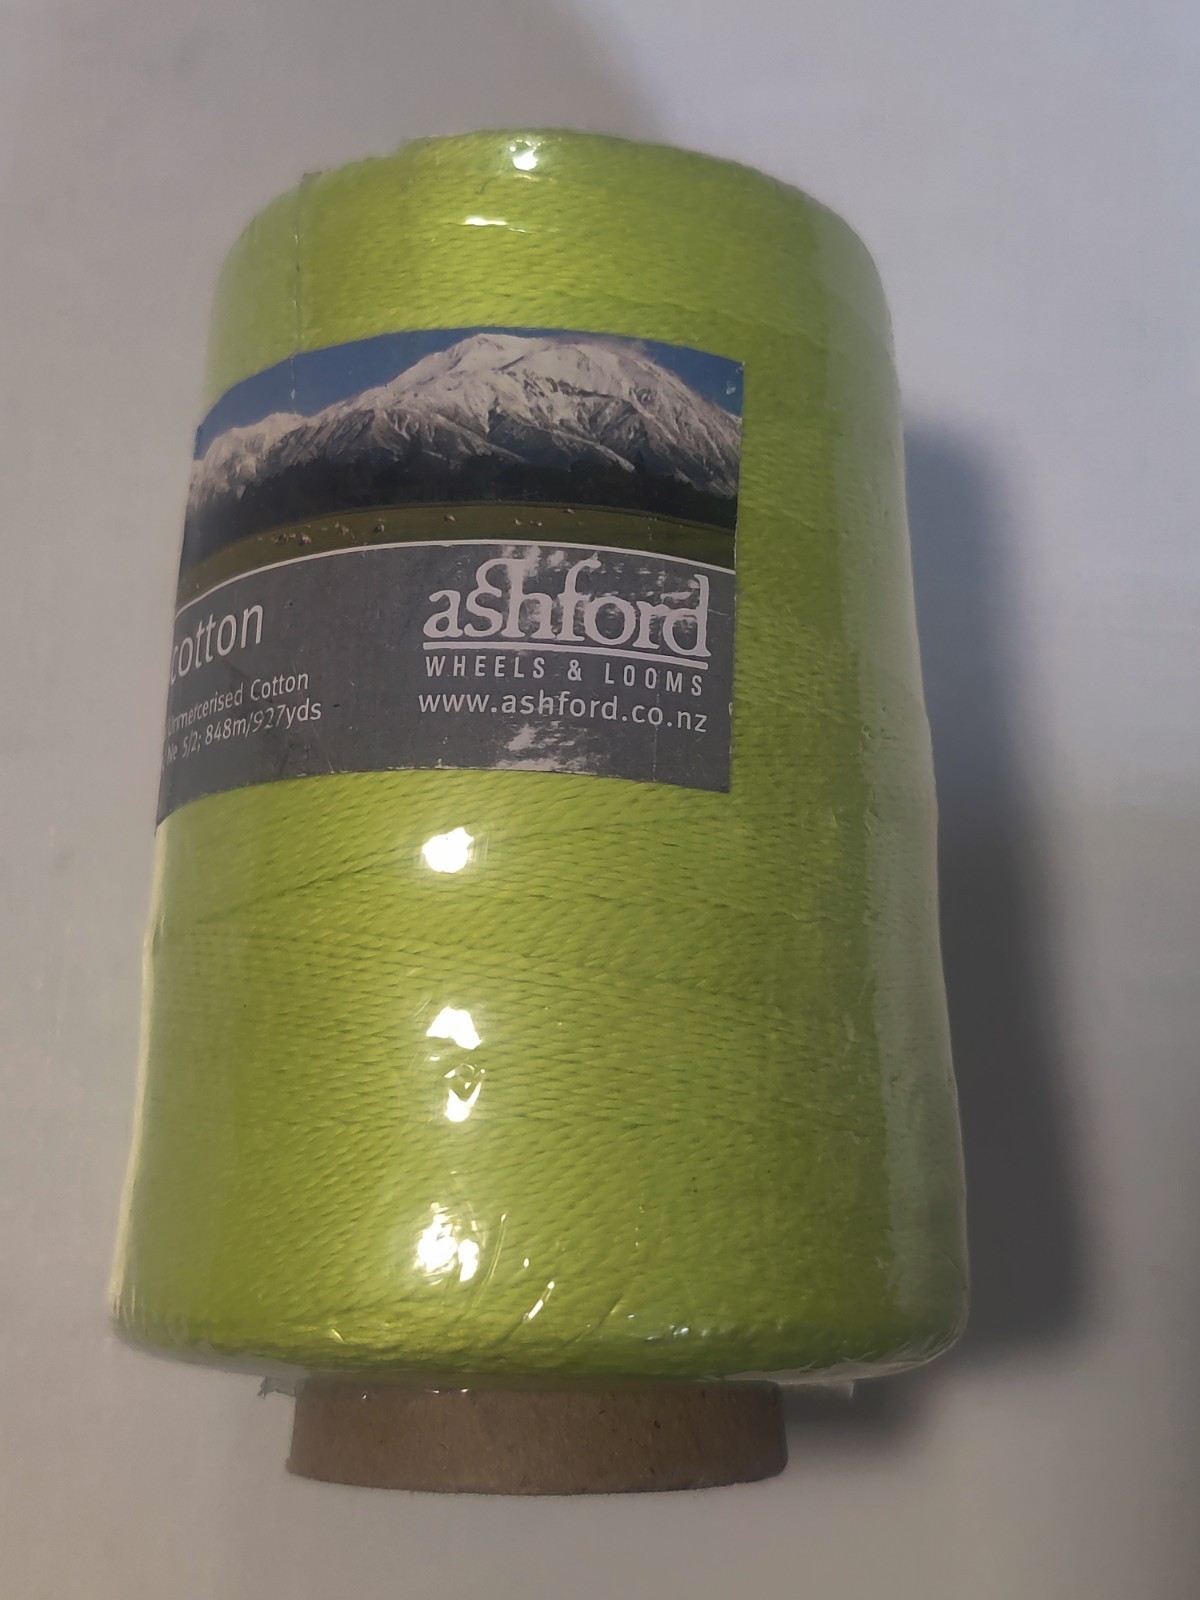 cotton
Unmercerised Cotton
Ne 5/2; 848m/927yds
ashford
WHEELS & LOOMS
www.ashford.co.nz